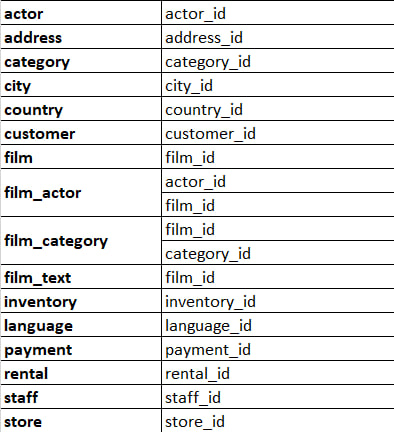 actor actor_id
address address_id
category category_id
city city_id
country country_id
customer customer_id
film film_id
film_actor actor_id
film_id
film_category film_id
category_id
film_text film_id
inventory inventory_id
language language_id
payment payment_id
rental rental_id
staff staff_id
store store_id